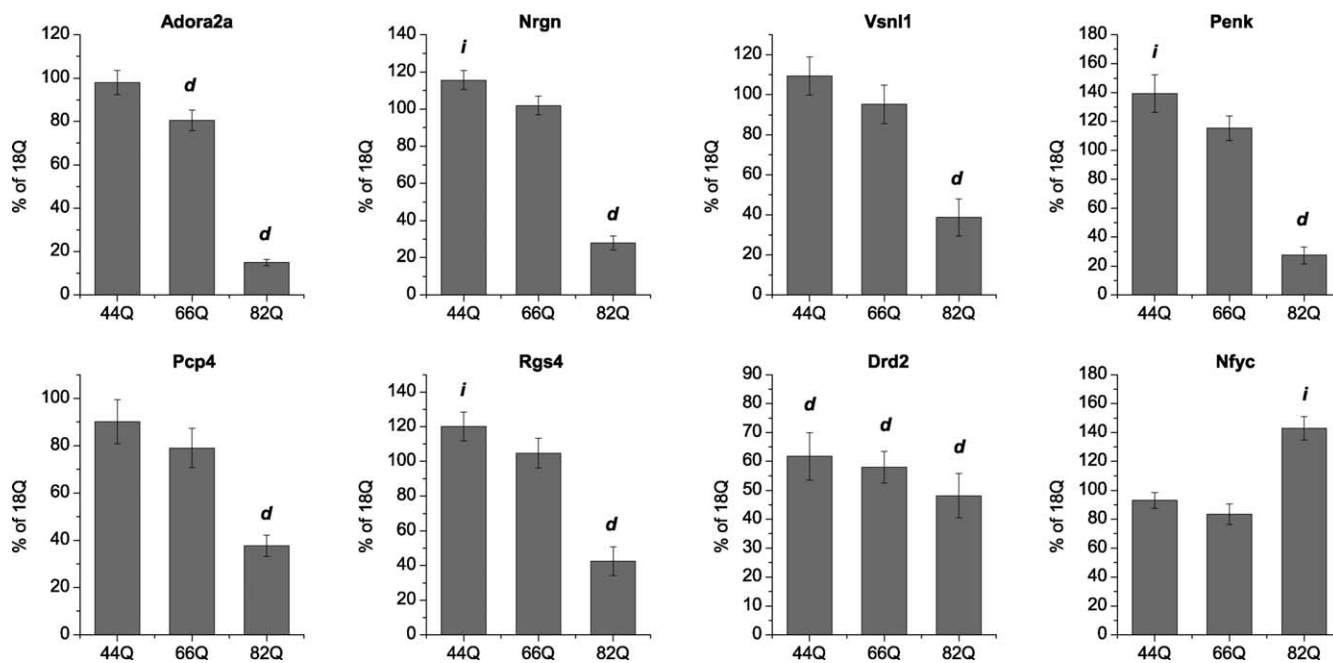 Adora2a
% of 18Q
120
100
80
60
40
20
0
d
d
44Q 66Q 82Q
Nrgn
% of 18Q
140
120
100
80
60
40
20
0
i
d
44Q 66Q 82Q
Vsnl1
% of 18Q
120
100
80
60
40
20
0
d
44Q 66Q 82Q
Penk
% of 18Q
180
160
140
120
100
80
60
40
20
0
i
d
44Q 66Q 82Q
Pcp4
% of 18Q
100
80
60
40
20
0
d
44Q 66Q 82Q
Rgs4
% of 18Q
140
120
100
80
60
40
20
0
i
d
44Q 66Q 82Q
Drd2
% of 18Q
90
80
70
60
50
40
30
20
10
0
d
d
d
44Q 66Q 82Q
Nfyc
% of 18Q
180
160
140
120
100
80
60
40
20
0
i
44Q 66Q 82Q